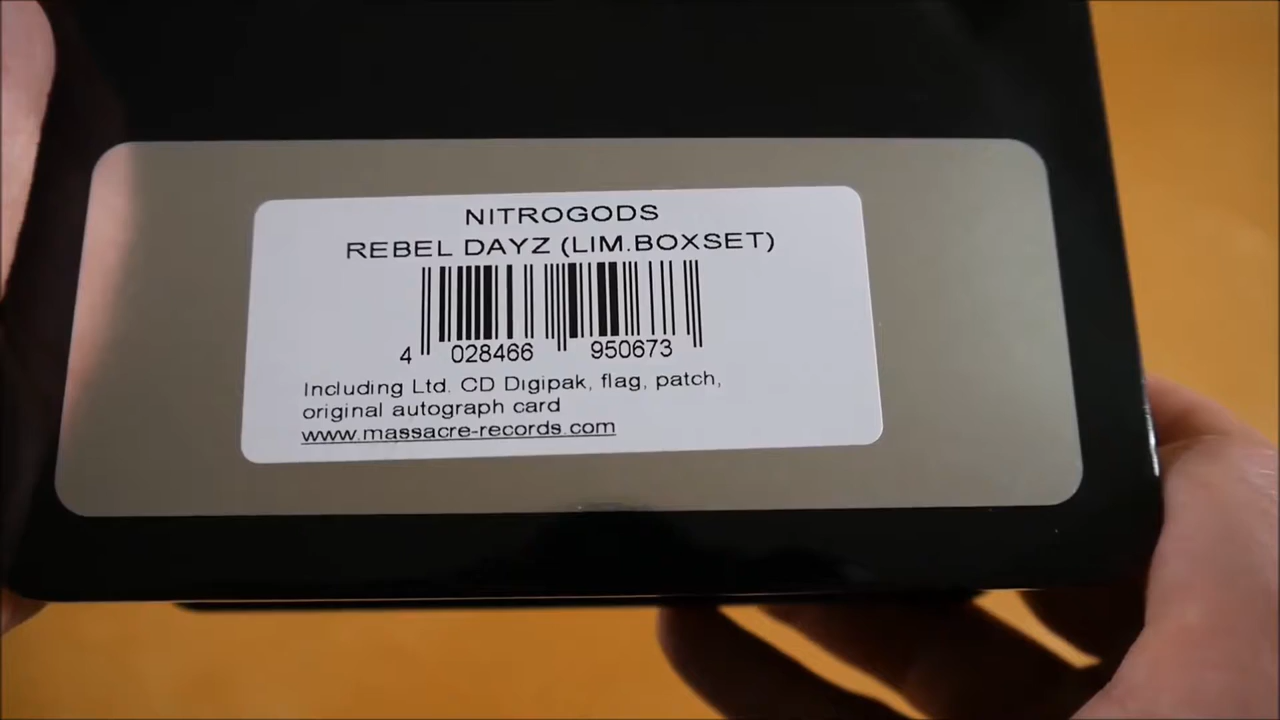 NITROGODS
REBEL DAYZ (LIM.BOXSET)
4 028466 950673
Including Ltd. CD Digipak, flag, patch,
original autograph card
www.massacre-records.com